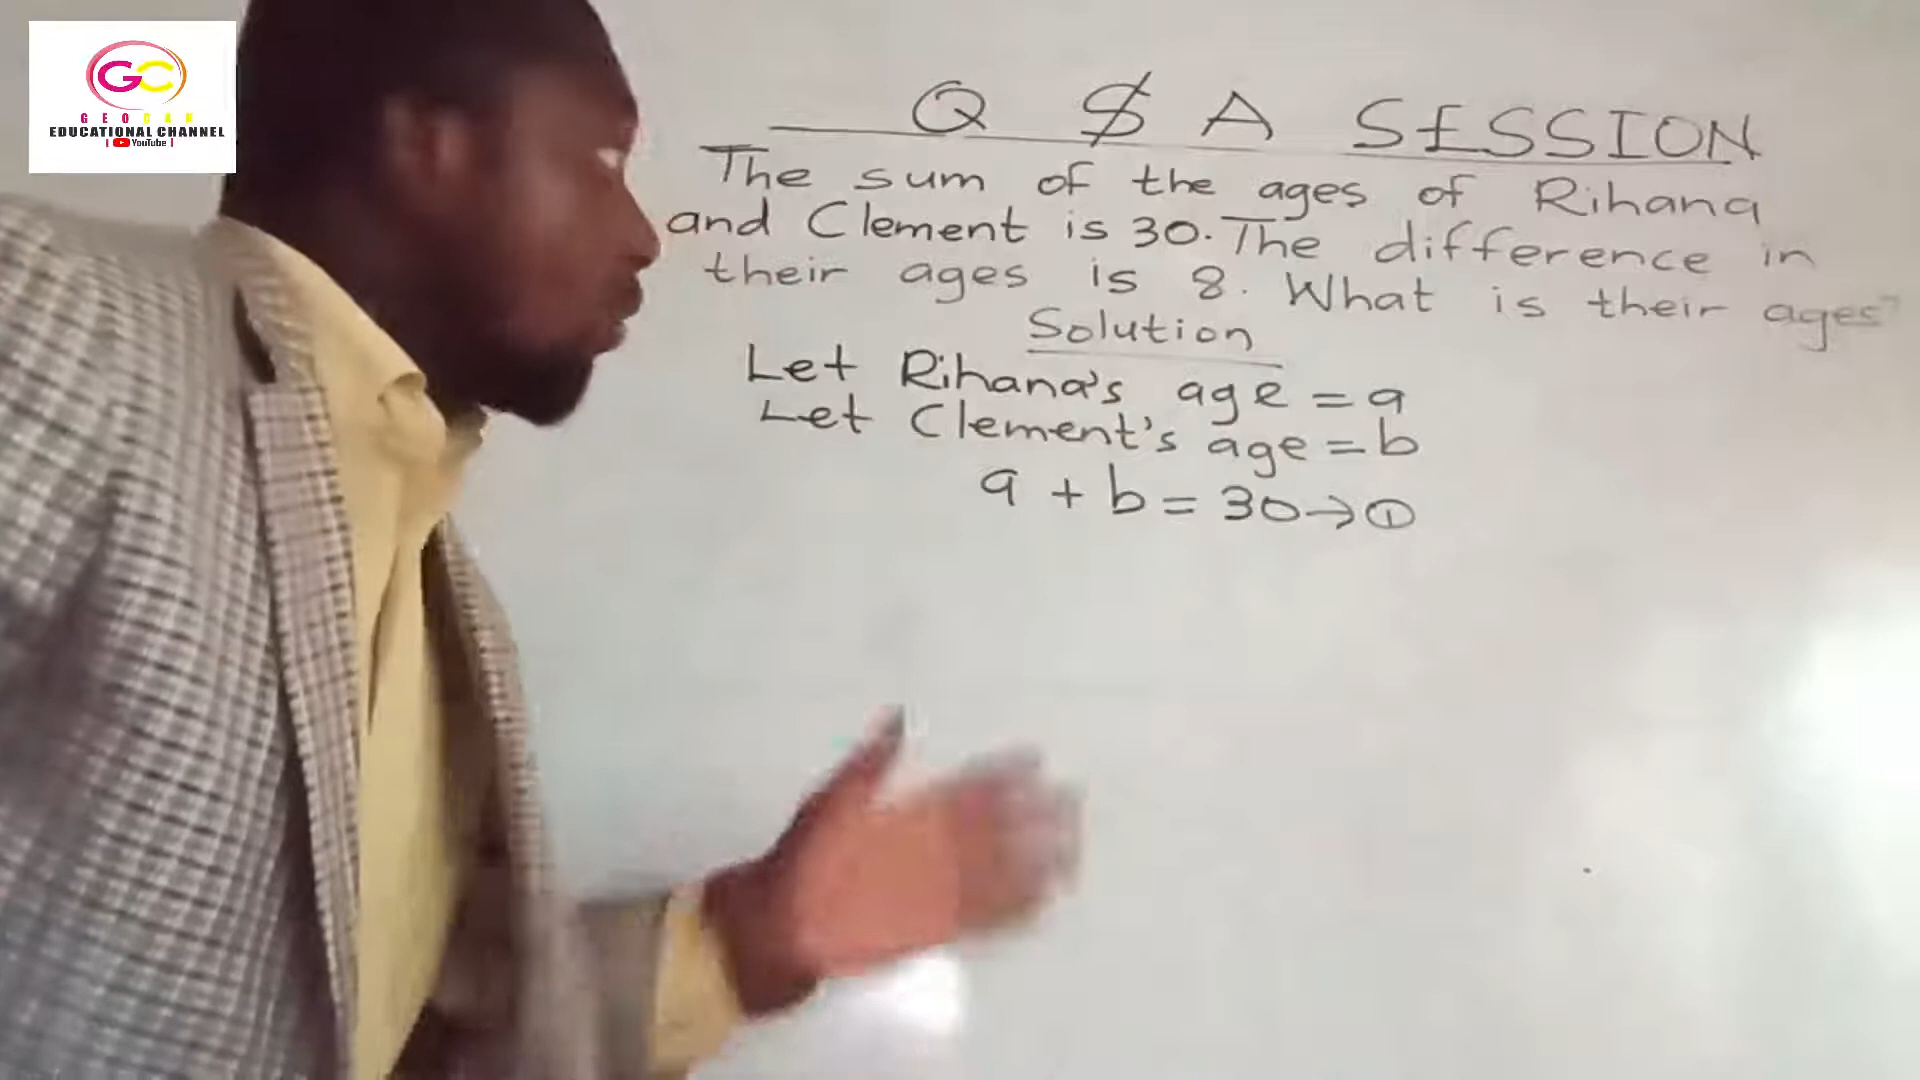 GC
GEOCAN
EDUCATIONAL CHANNEL
| YouTube |
Q $ A SESSION
The sum of the ages of Rihana
and Clement is 30. The difference in
their ages is 8. What is their ages?
Solution
Let Rihana's age = a
Let Clement's age = b
a + b = 30 → ①